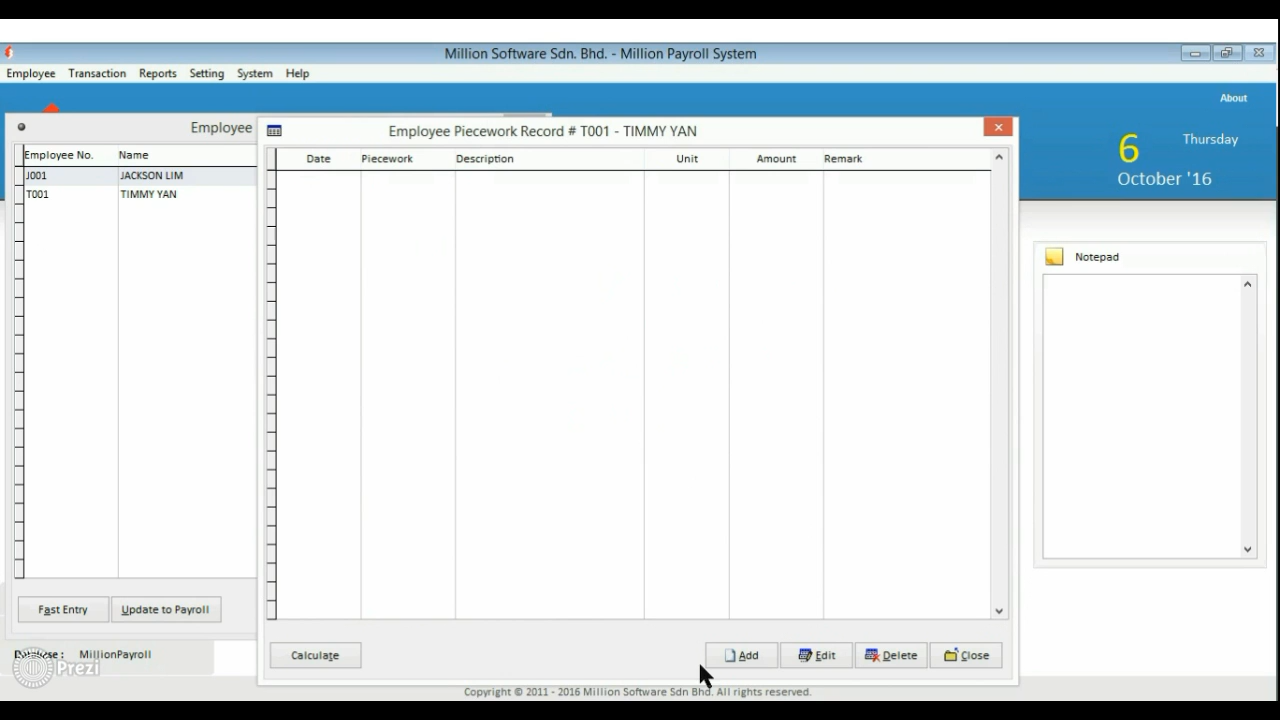 Million Software Sdn. Bhd. - Million Payroll System
Employee Transaction Reports Setting System Help
About
6 Thursday
October '16
Employee
Employee No. Name
J001 JACKSON LIM
T001 TIMMY YAN
Fast Entry Update to Payroll
Employee Piecework Record # T001 - TIMMY YAN
Date Piecework Description Unit Amount Remark
Calculate Add Edit Delete Close
Notepad
Database : MillionPayroll
Prezi
Copyright © 2011 - 2016 Million Software Sdn Bhd. All rights reserved.